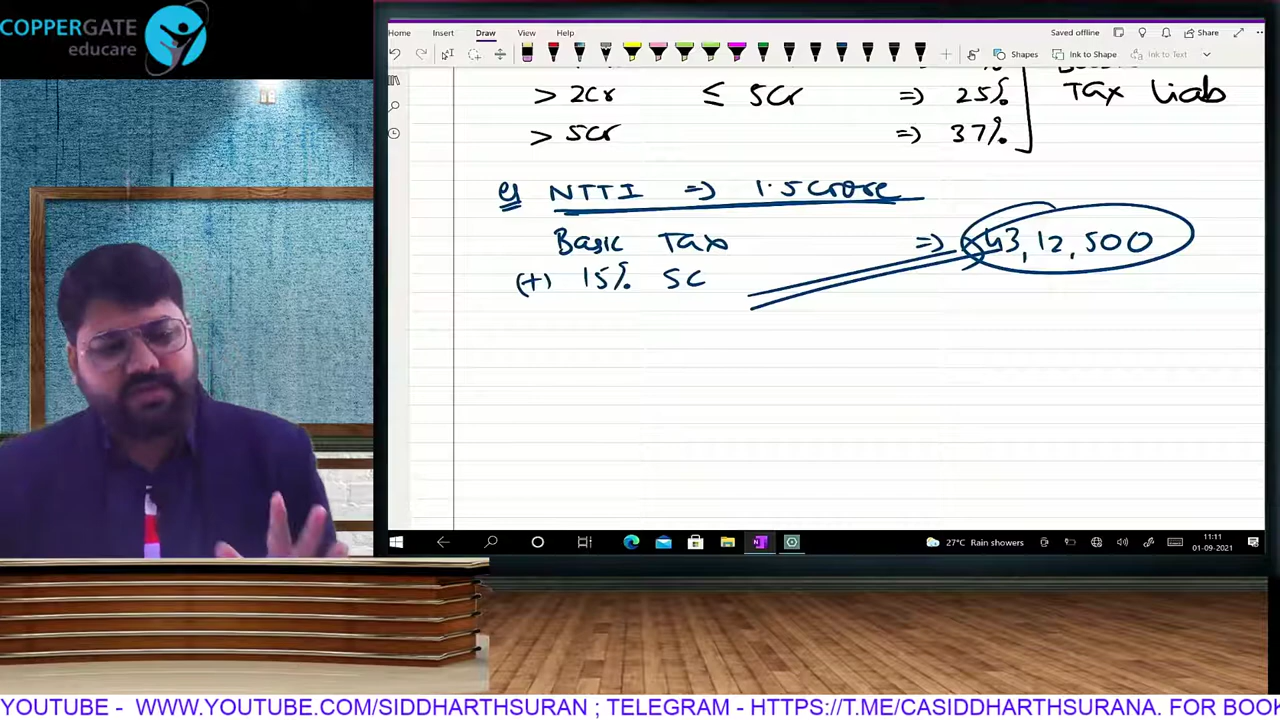 COPPERGATE
educare
Home Insert Draw View Help
Saved offline
Share
Shapes
Ink to Shape
Ink to Text
> 2Cr ≤ 5Cr => 25%
Tax Liab
> 5Cr => 37%
eg NTTI => 1.5 crore
Basic Tax => 43,12,500
(+) 15% SC
27°C Rain showers
11:11
01-09-2021
YOUTUBE - WWW.YOUTUBE.COM/SIDDHARTHSURAN ; TELEGRAM - HTTPS://T.ME/CASIDDHARTHSURANA. FOR BOOK